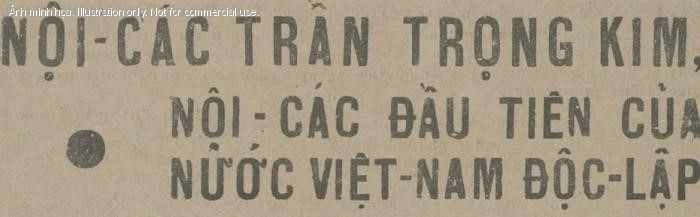 Ảnh minh họa. Illustration only. Not for commercial use.
NỘI-CÁC TRẦN TRỌNG KIM,
NỘI-CÁC ĐẦU TIÊN CỦA
NƯỚC VIỆT-NAM ĐỘC-LẬP